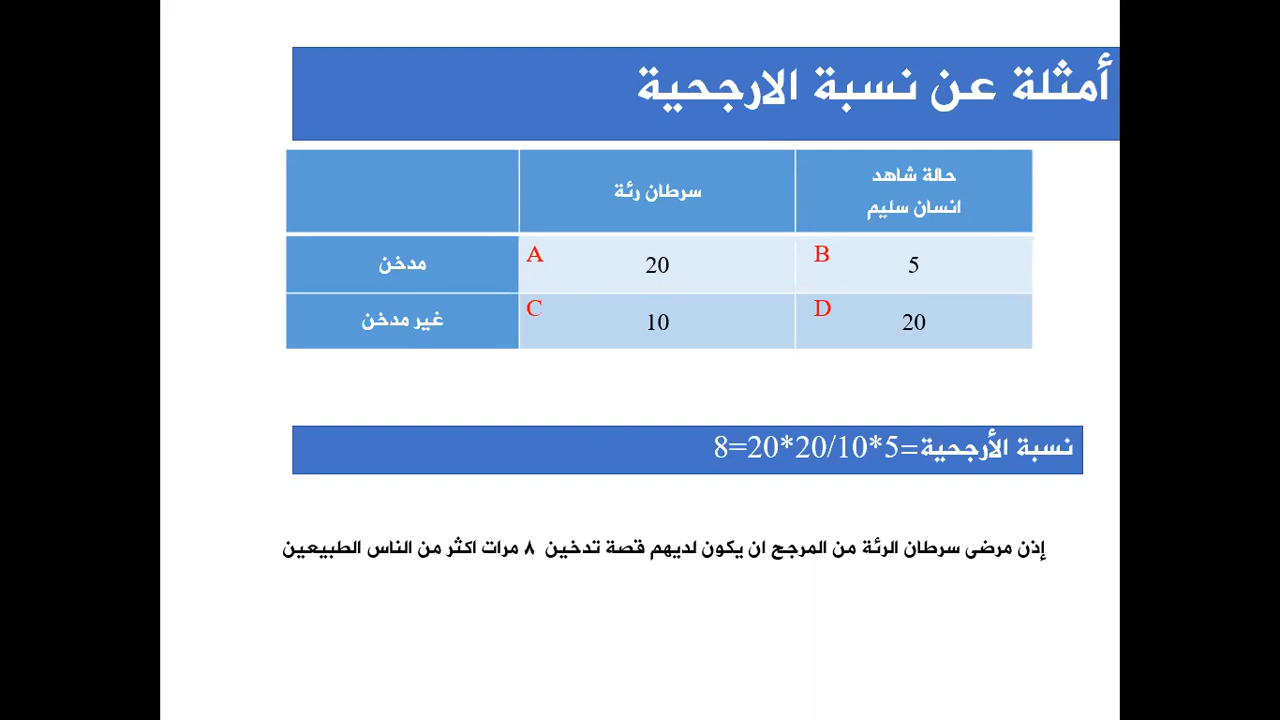 أمثلة عن نسبة الارجحية
حالة شاهد
انسان سليم
سرطان رئة
مدخن
A 20
B 5
غير مدخن
C 10
D 20
نسبة الأرجحية=5*10/20*20=8
إذن مرضى سرطان الرئة من المرجح ان يكون لديهم قصة تدخين ٨ مرات اكثر من الناس الطبيعين